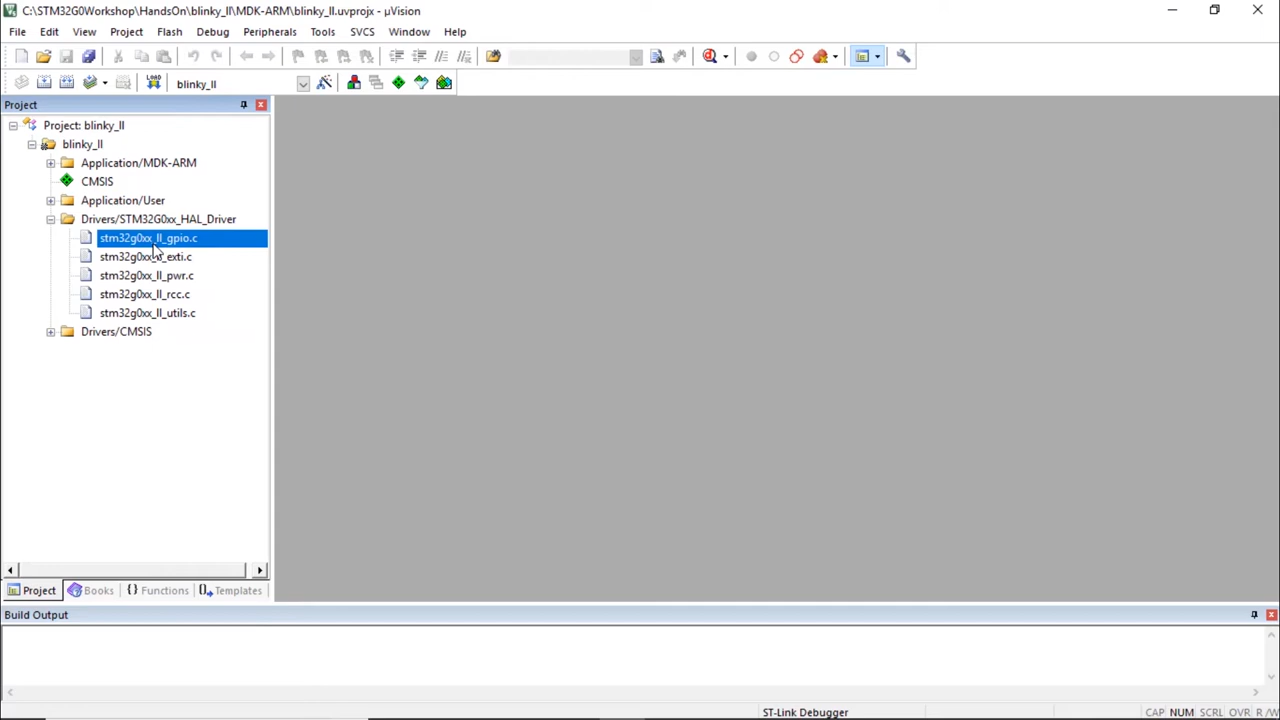 C:\STM32G0Workshop\HandsOn\blinky_ll\MDK-ARM\blinky_ll.uvprojx - µVision
File Edit View Project Flash Debug Peripherals Tools SVCS Window Help
LOAD blinky_ll
Project
Project: blinky_ll
blinky_ll
Application/MDK-ARM
CMSIS
Application/User
Drivers/STM32G0xx_HAL_Driver
stm32g0xx_ll_gpio.c
stm32g0xx_ll_exti.c
stm32g0xx_ll_pwr.c
stm32g0xx_ll_rcc.c
stm32g0xx_ll_utils.c
Drivers/CMSIS
Project Books {} Functions Templates
Build Output
ST-Link Debugger CAP NUM SCRL OVR R /W